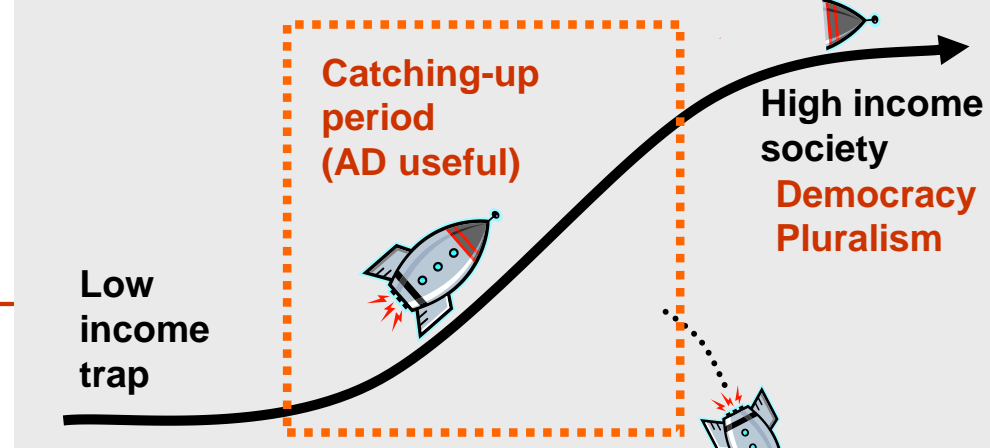 Catching-up
period
(AD useful)
High income
society
Democracy
Pluralism
Low
income
trap